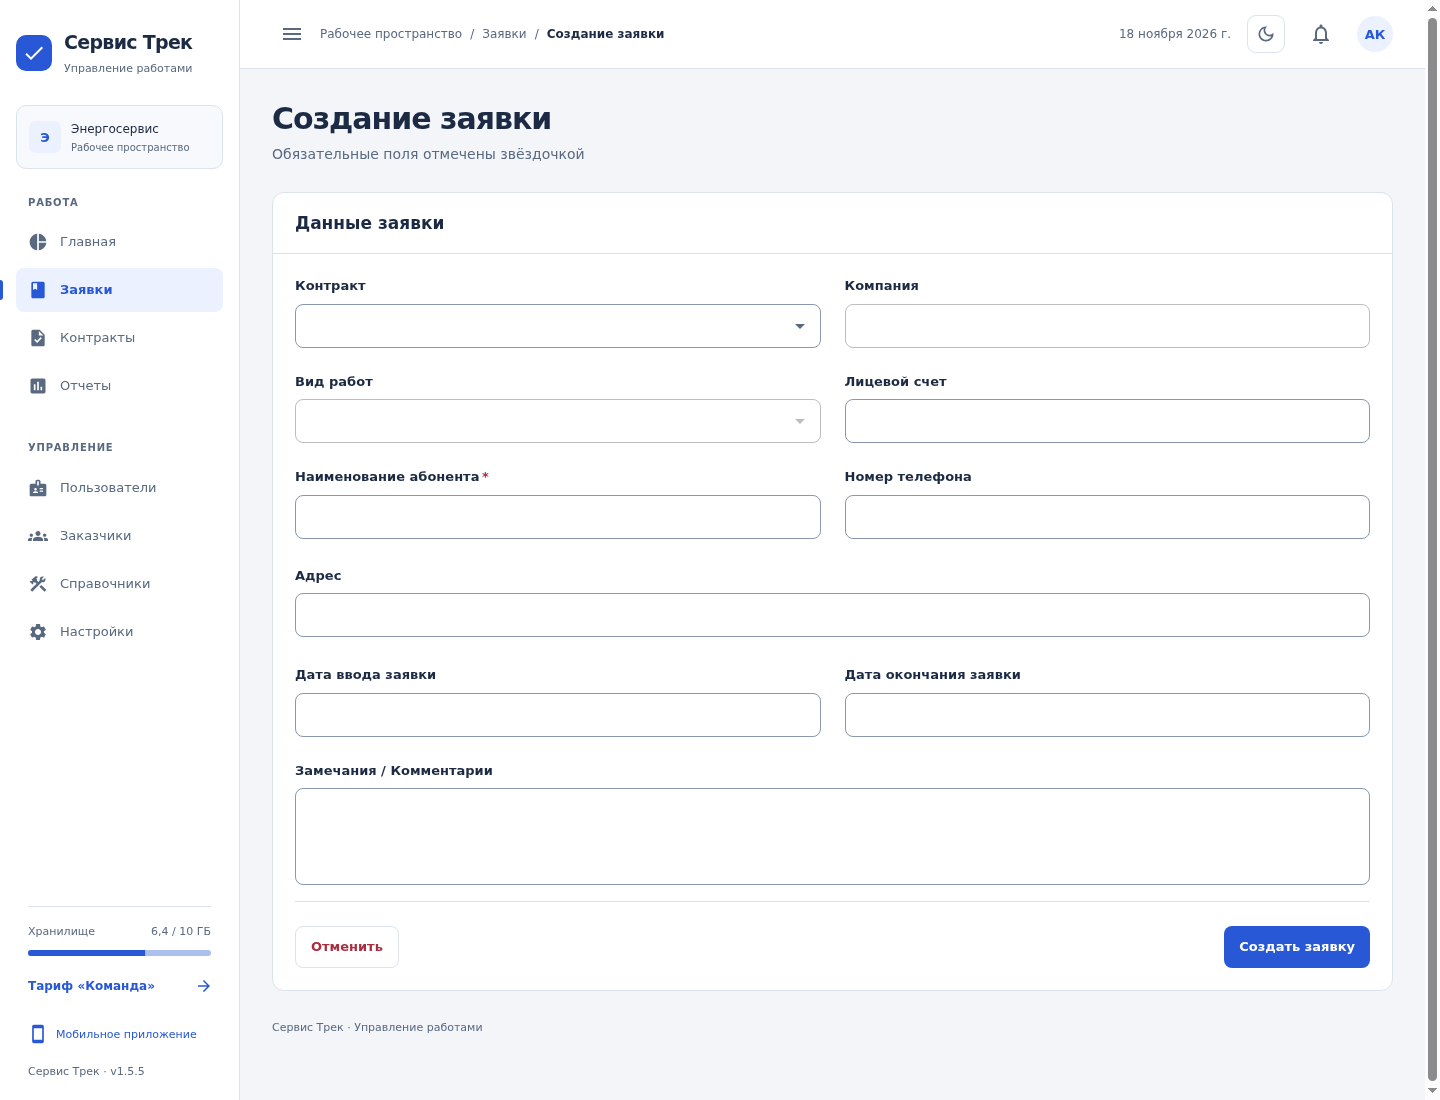 Сервис Трек
Управление работами
Э
Энергосервис
Рабочее пространство
РАБОТА
Главная
Заявки
Контракты
Отчеты
УПРАВЛЕНИЕ
Пользователи
Заказчики
Справочники
Настройки
Хранилище 6,4 / 10 ГБ
Тариф «Команда»
Мобильное приложение
Сервис Трек · v1.5.5
Рабочее пространство / Заявки / Создание заявки
18 ноября 2026 г.
АК
Создание заявки
Обязательные поля отмечены звёздочкой
Данные заявки
Контракт
Компания
Вид работ
Лицевой счет
Наименование абонента *
Номер телефона
Адрес
Дата ввода заявки
Дата окончания заявки
Замечания / Комментарии
Отменить
Создать заявку
Сервис Трек · Управление работами